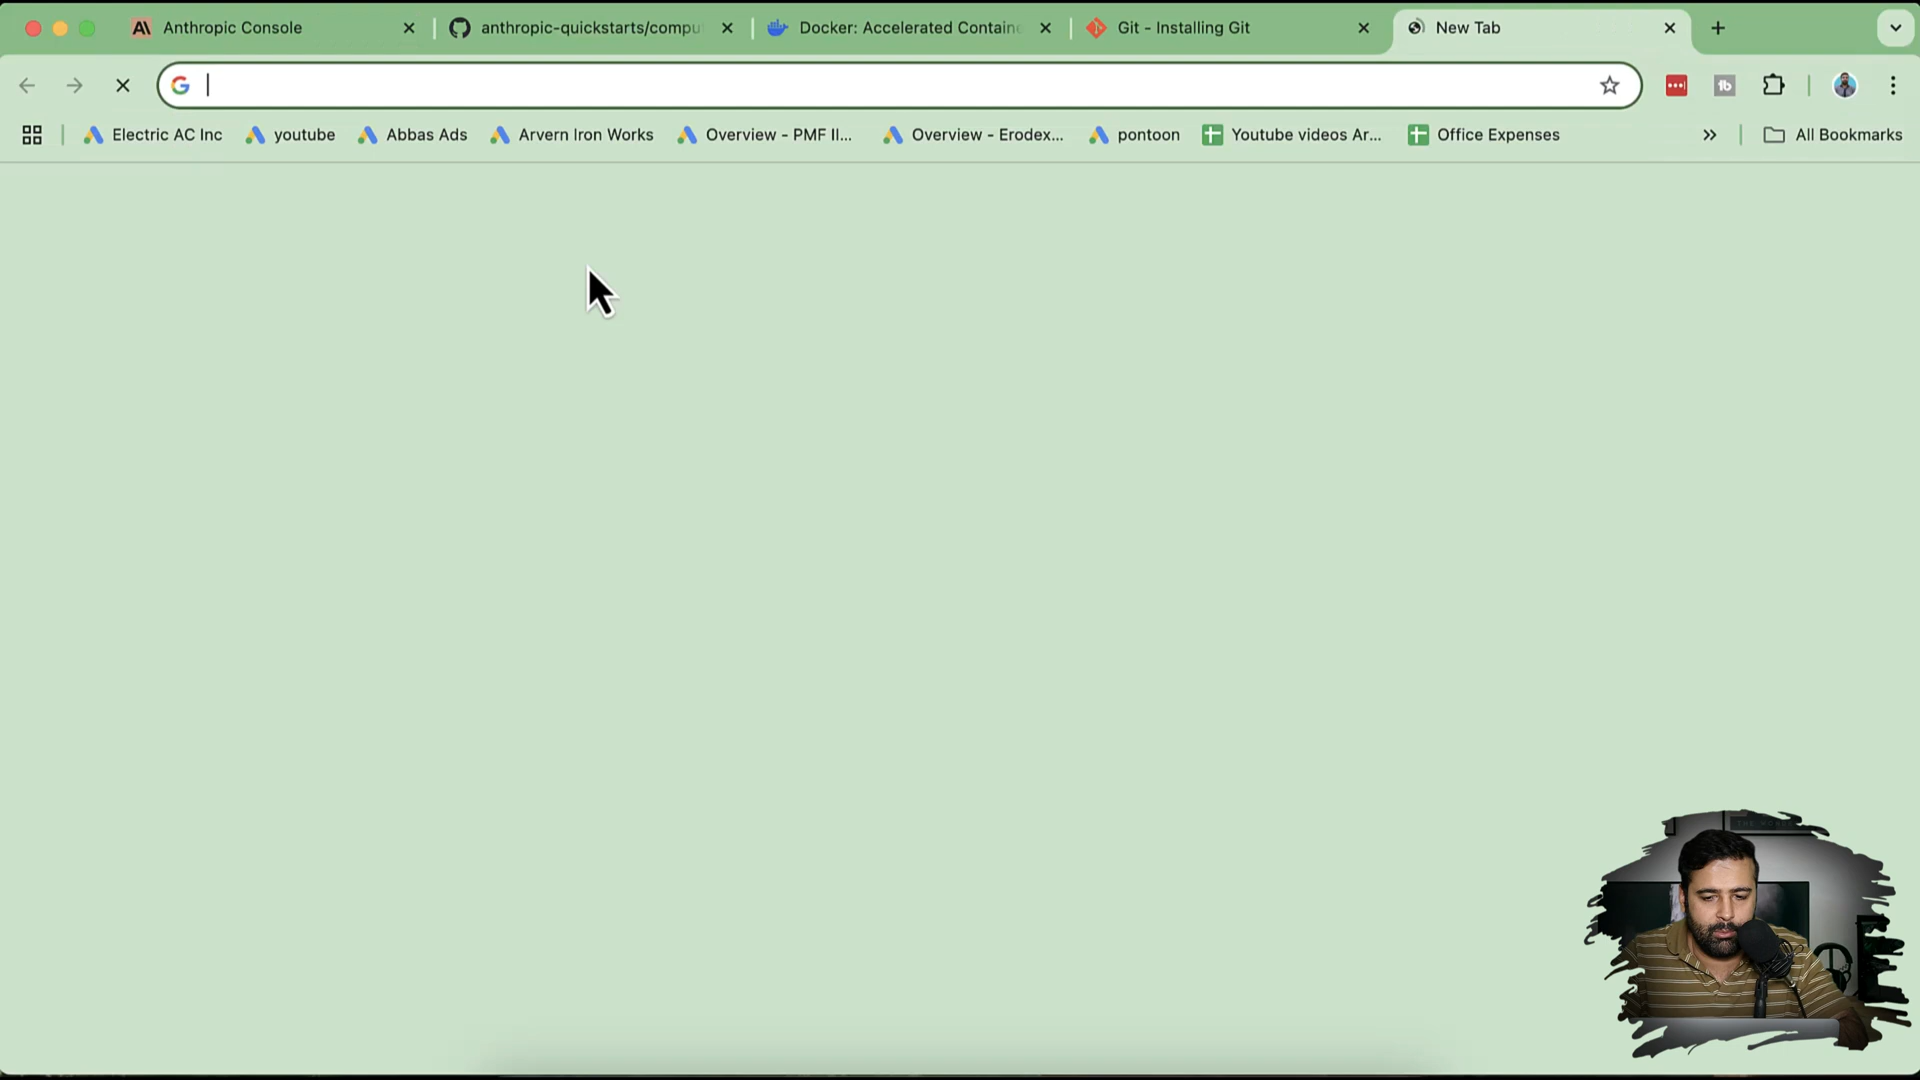 Anthropic Console
anthropic-quickstarts/compu
Docker: Accelerated Containe
Git - Installing Git
New Tab
Electric AC Inc
youtube
Abbas Ads
Arvern Iron Works
Overview - PMF Il...
Overview - Erodex...
pontoon
Youtube videos Ar...
Office Expenses
All Bookmarks